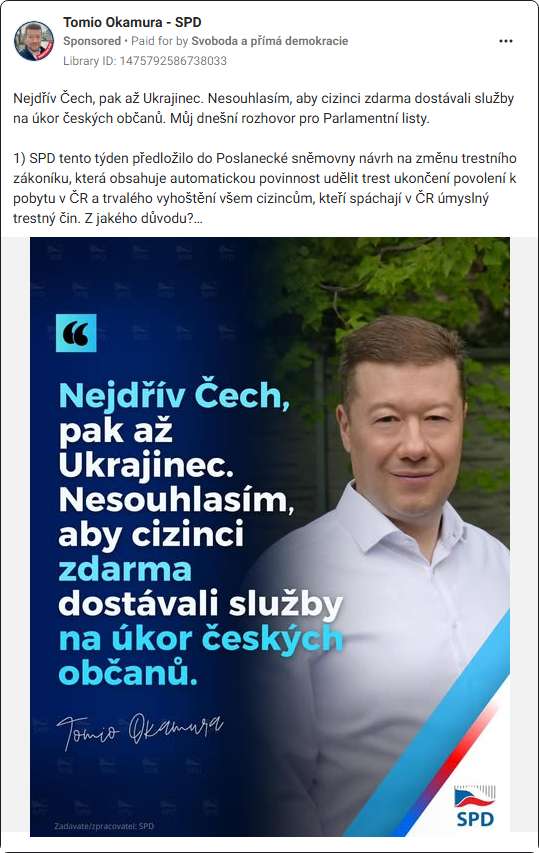 Tomio Okamura - SPD
Sponsored • Paid for by Svoboda a přímá demokracie
Library ID: 1475792586738033
Nejdřív Čech, pak až Ukrajinec. Nesouhlasím, aby cizinci zdarma dostávali služby
na úkor českých občanů. Můj dnešní rozhovor pro Parlamentní listy.
1) SPD tento týden předložilo do Poslanecké sněmovny návrh na změnu trestního
zákoníku, která obsahuje automatickou povinnost udělit trest ukončení povolení k
pobytu v ČR a trvalého vyhoštění všem cizincům, kteří spáchají v ČR úmyslný
trestný čin. Z jakého důvodu?...
Nejdřív Čech,
pak až
Ukrajinec.
Nesouhlasím,
aby cizinci
zdarma
dostávali služby
na úkor českých
občanů.
Tomio Okamura
SPD
Zadavatel/zpracovatel: SPD